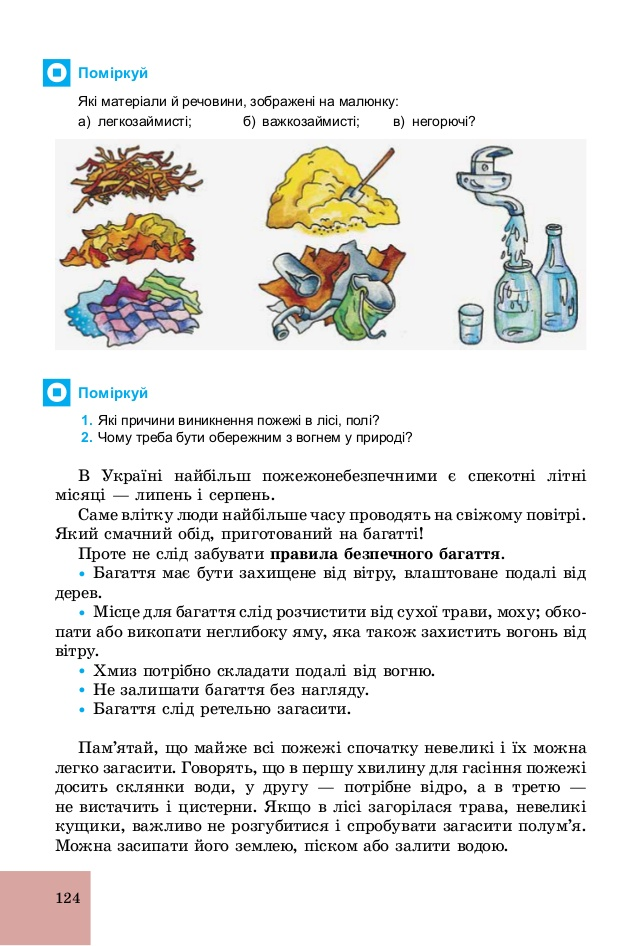 Поміркуй
Які матеріали й речовини, зображені на малюнку:
а) легкозаймисті; б) важкозаймисті; в) негорючі?
Поміркуй
1. Які причини виникнення пожежі в лісі, полі?
2. Чому треба бути обережним з вогнем у природі?
В Україні найбільш пожежонебезпечними є спекотні літні
місяці — липень і серпень.
Саме влітку люди найбільше часу проводять на свіжому повітрі.
Який смачний обід, приготований на багатті!
Проте не слід забувати правила безпечного багаття.
• Багаття має бути захищене від вітру, влаштоване подалі від
дерев.
• Місце для багаття слід розчистити від сухої трави, моху; обко-
пати або викопати неглибоку яму, яка також захистить вогонь від
вітру.
• Хмиз потрібно складати подалі від вогню.
• Не залишати багаття без нагляду.
• Багаття слід ретельно загасити.
Пам’ятай, що майже всі пожежі спочатку невеликі і їх можна
легко загасити. Говорять, що в першу хвилину для гасіння пожежі
досить склянки води, у другу — потрібне відро, а в третю —
не вистачить і цистерни. Якщо в лісі загорілася трава, невеликі
кущики, важливо не розгубитися і спробувати загасити полум’я.
Можна засипати його землею, піском або залити водою.
124